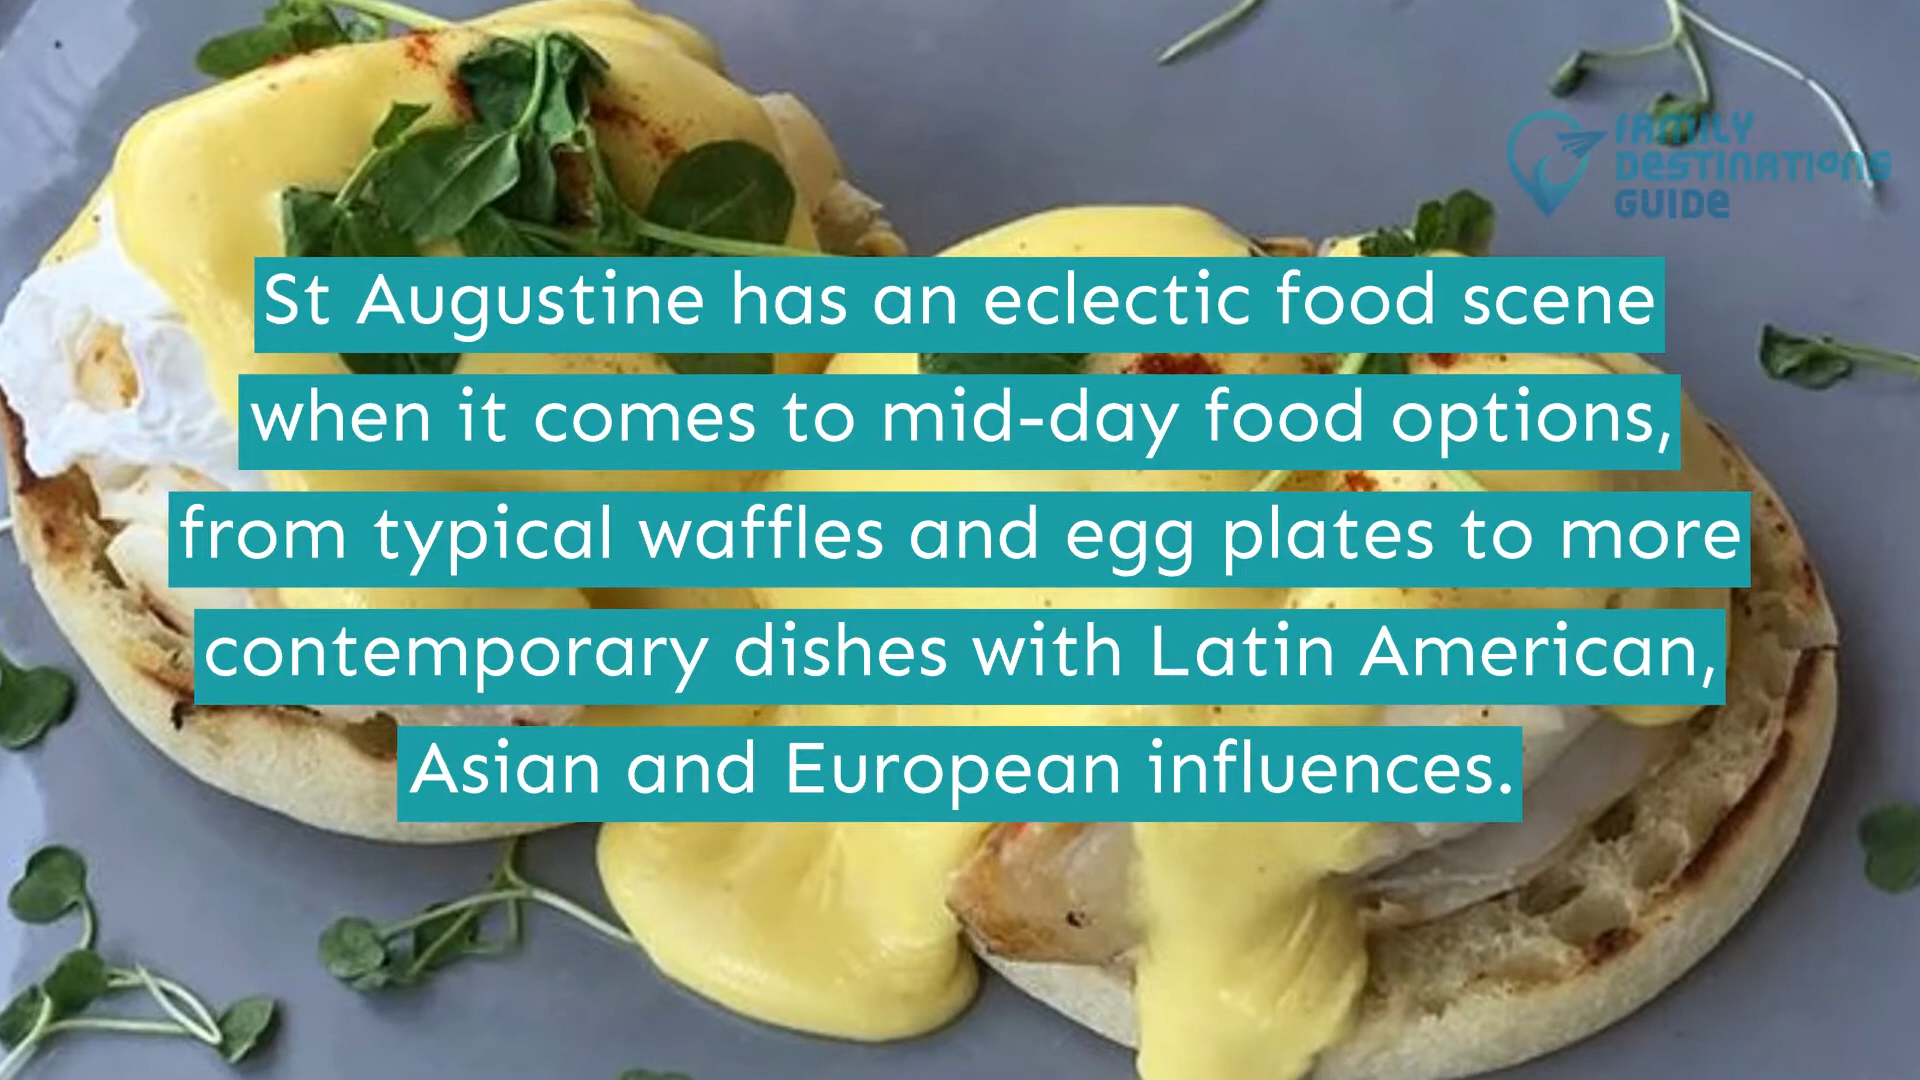 FAMILY
DESTINATIONS
GUIDE
St Augustine has an eclectic food scene
when it comes to mid-day food options,
from typical waffles and egg plates to more
contemporary dishes with Latin American,
Asian and European influences.